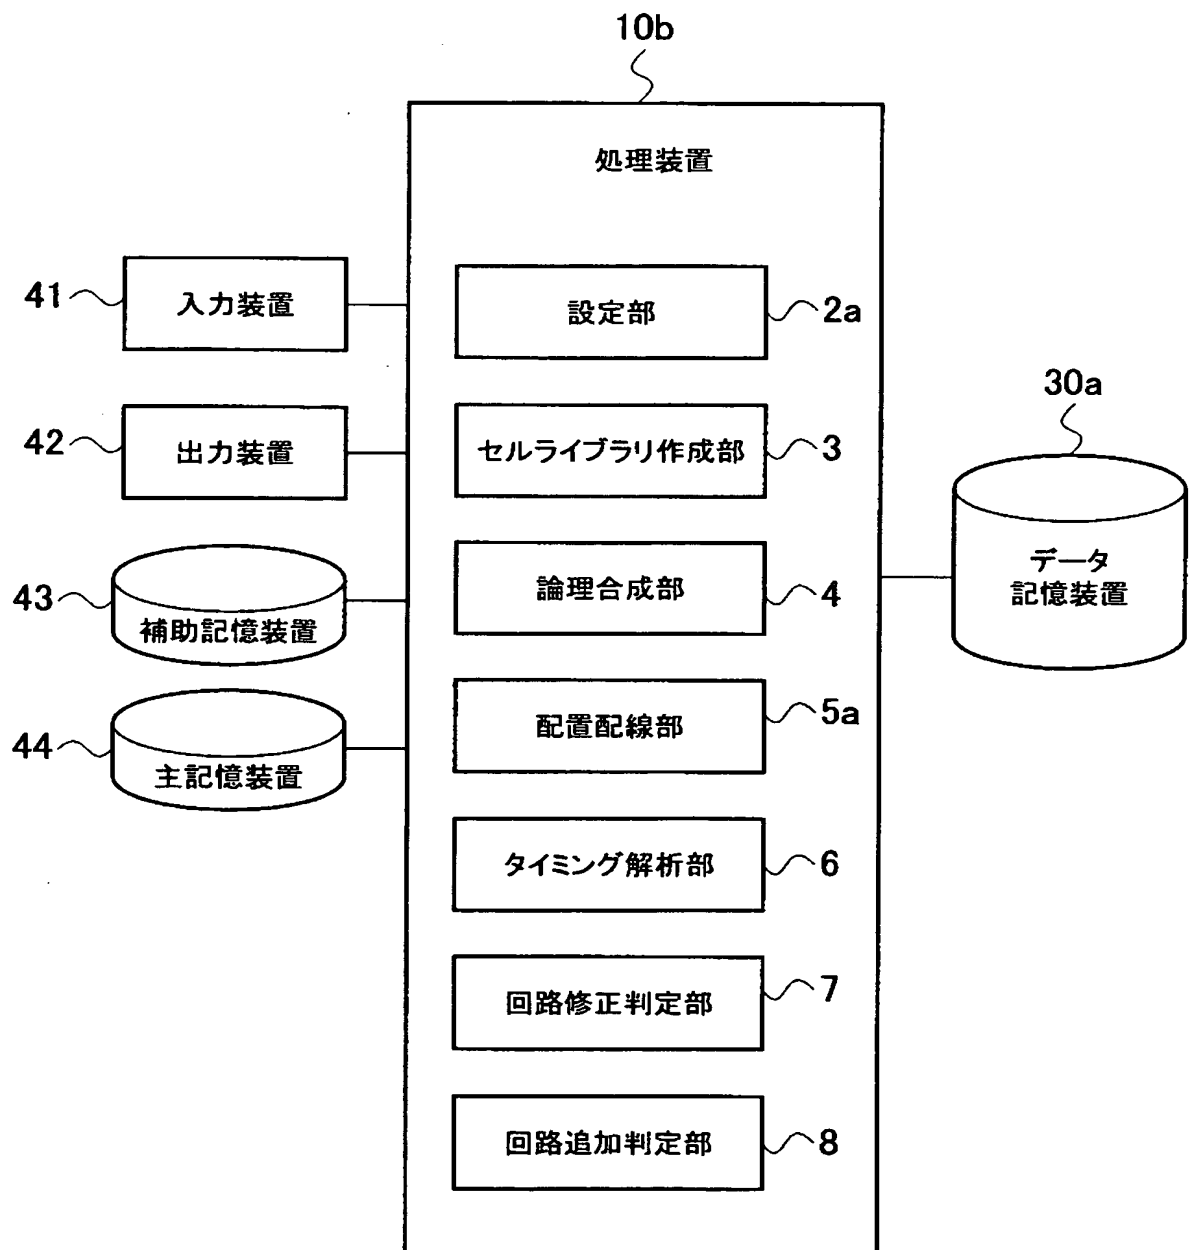 10b
処理装置
41
入力装置
設定部
2a
30a
42
出力装置
セルライブラリ作成部
3
データ
記憶装置
43
補助記憶装置
論理合成部
4
44
主記憶装置
配置配線部
5a
タイミング解析部
6
回路修正判定部
7
回路追加判定部
8